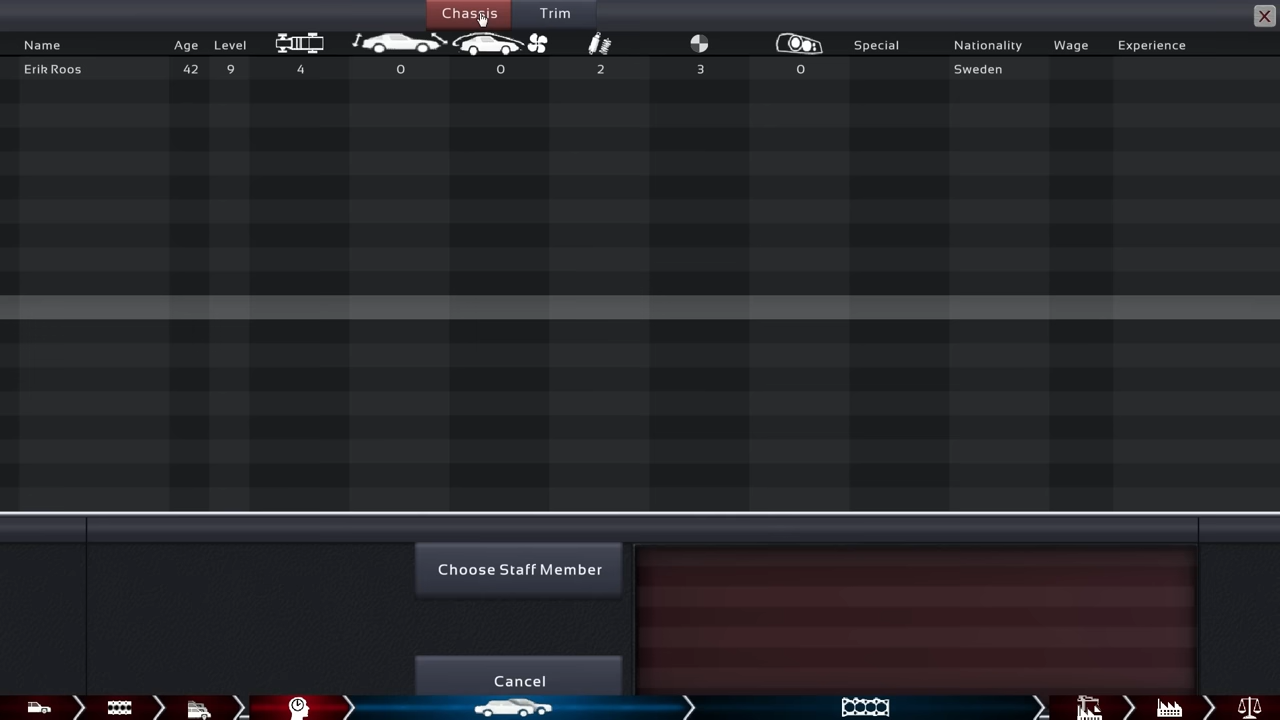 Chassis Trim
Name Age Level Special Nationality Wage Experience
Erik Roos 42 9 4 0 0 2 3 0 Sweden
Choose Staff Member
Cancel